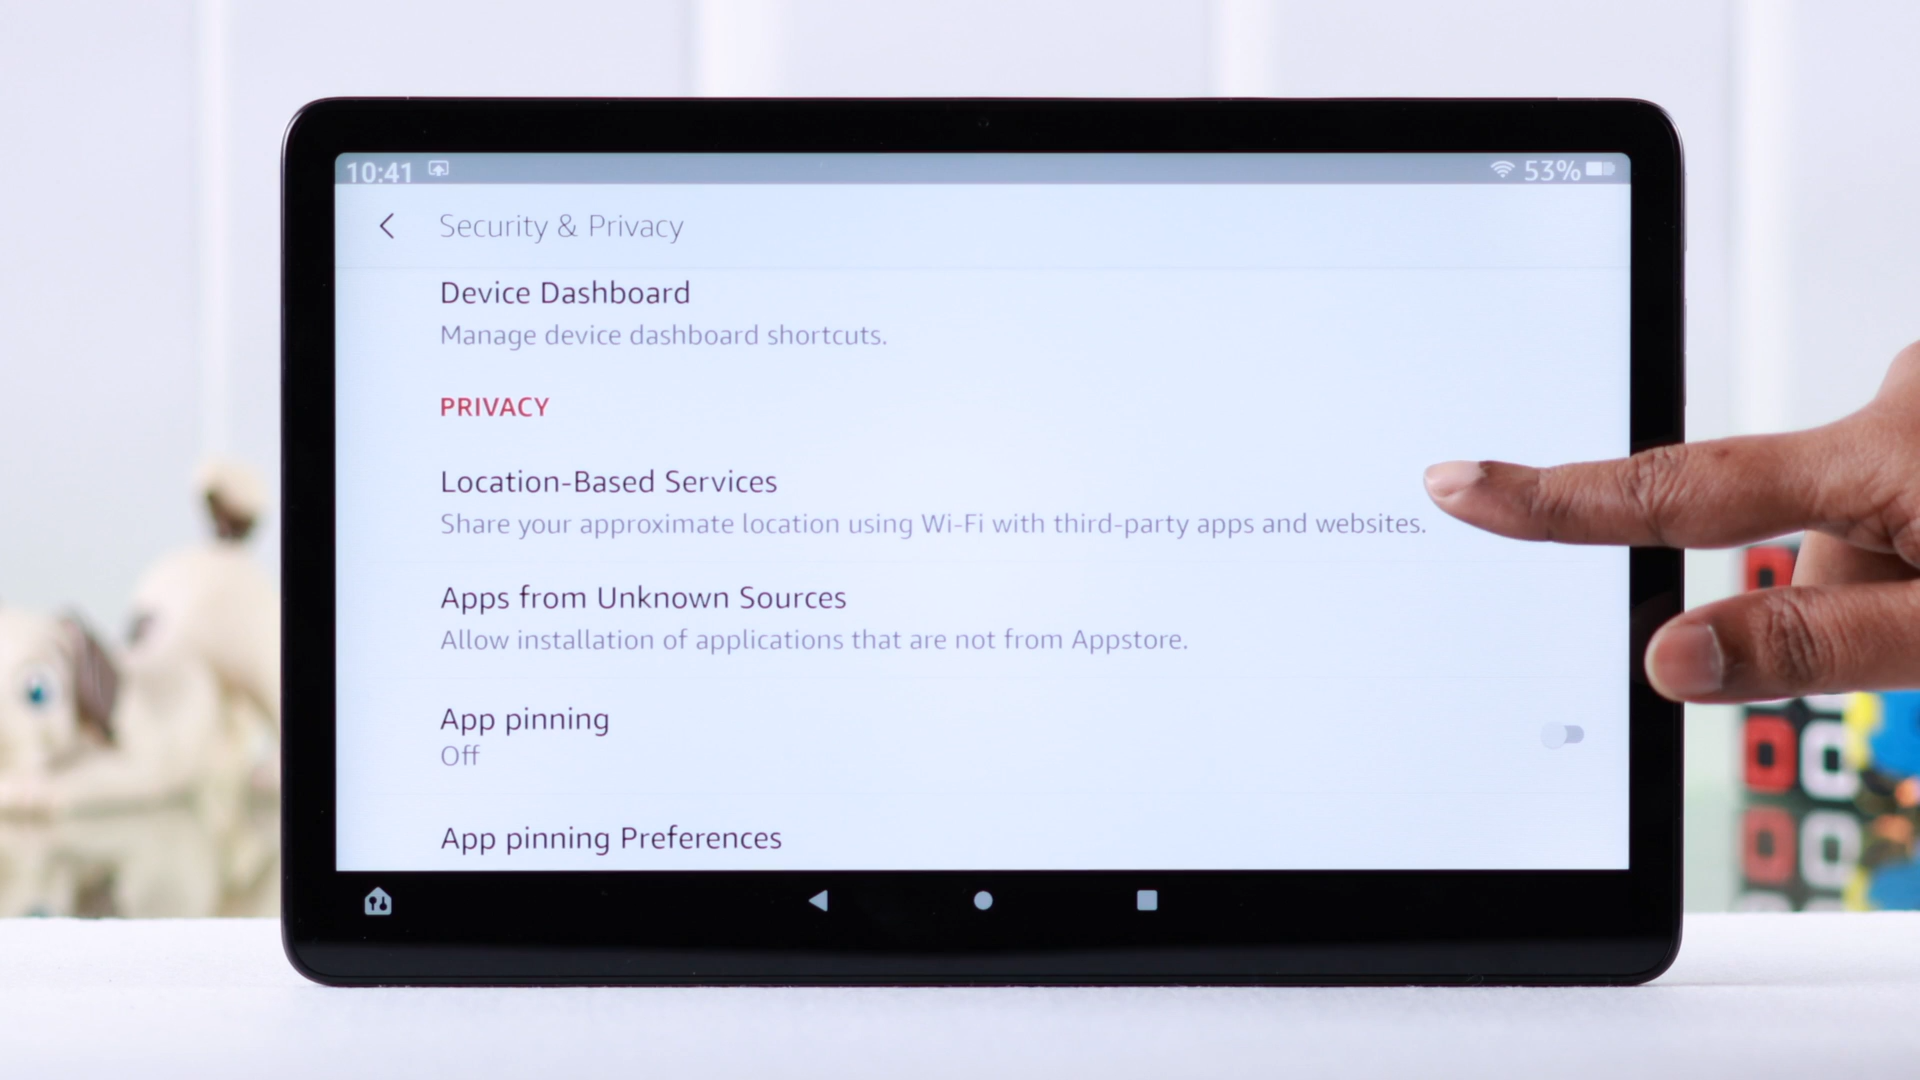 10:41
53%
Security & Privacy
Device Dashboard
Manage device dashboard shortcuts.
PRIVACY
Location-Based Services
Share your approximate location using Wi-Fi with third-party apps and websites.
Apps from Unknown Sources
Allow installation of applications that are not from Appstore.
App pinning
Off
App pinning Preferences